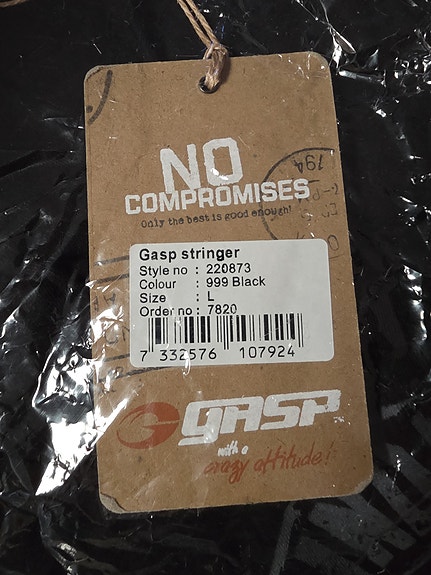 NO
COMPROMISES
Only the best is good enough!
Gasp stringer
Style no : 220873
Colour : 999 Black
Size : L
Order no : 7820
7 332576 107924
GASP
with a
crazy attitude!
794